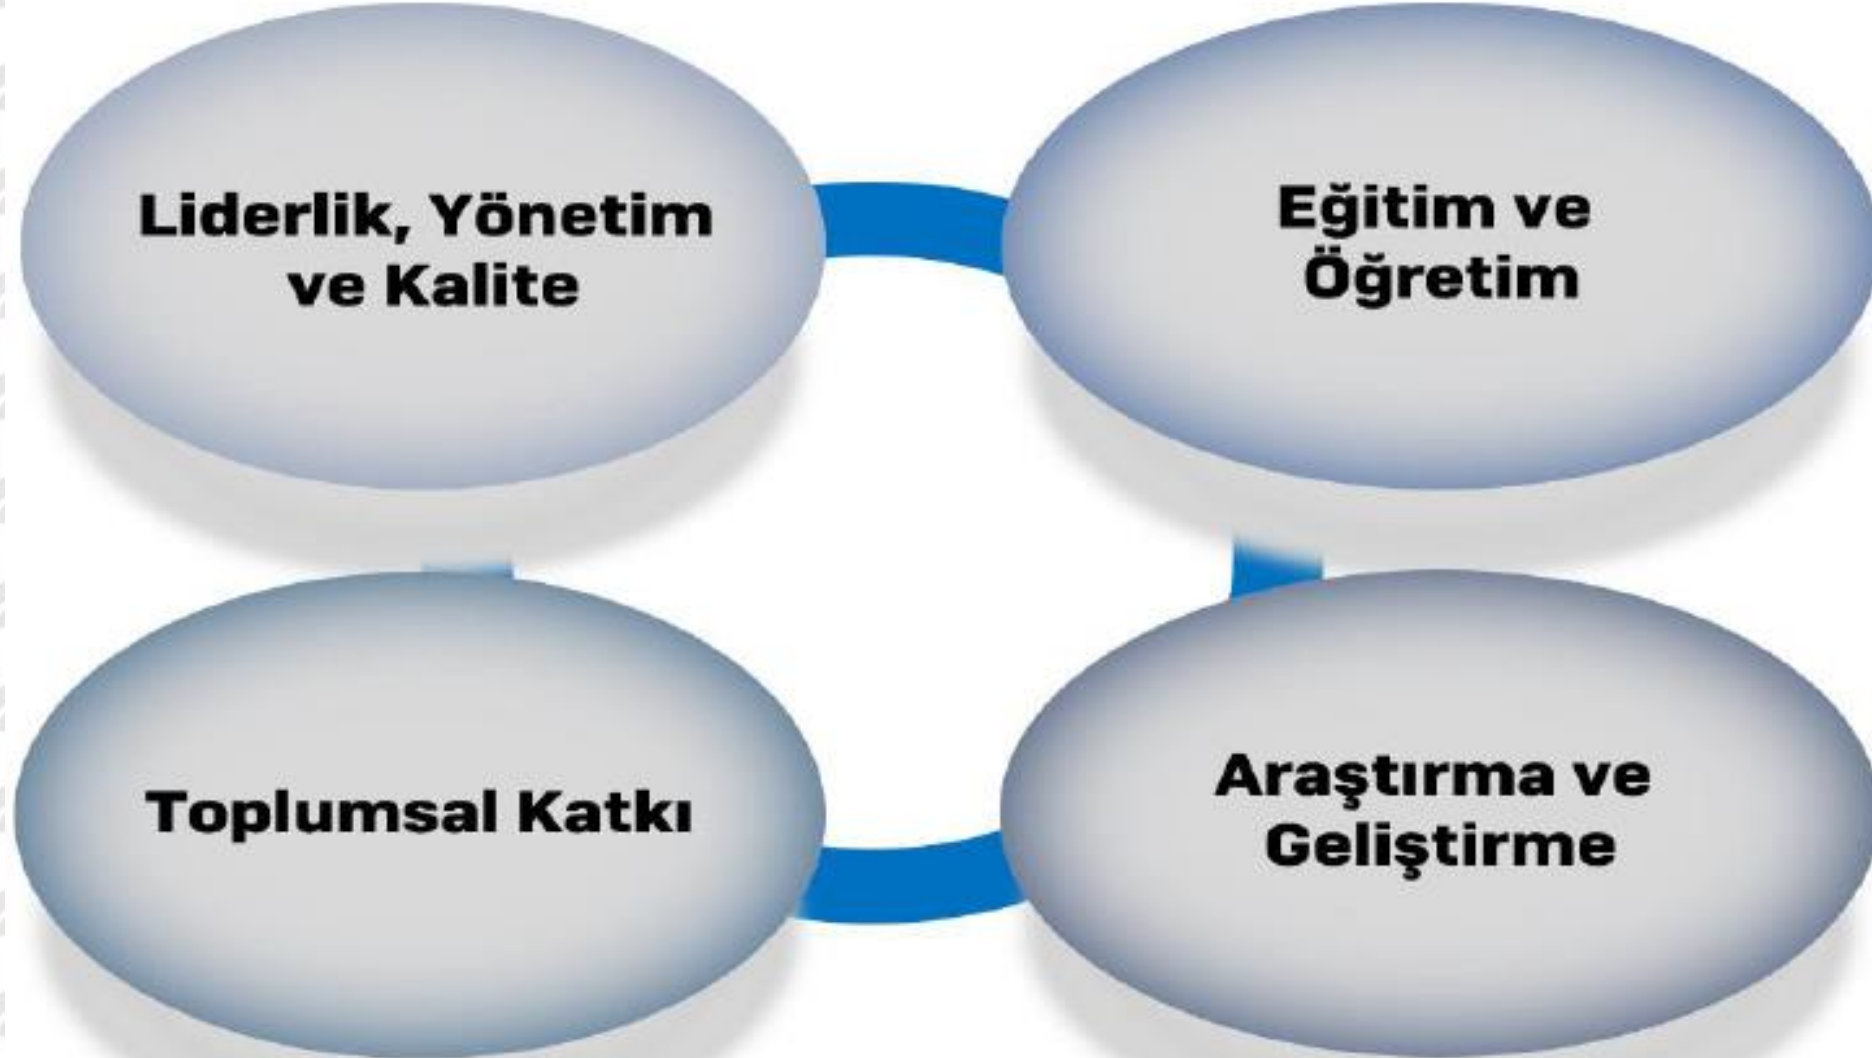 Liderlik, Yönetim
ve Kalite
Eğitim ve
Öğretim
Toplumsal Katkı
Araştırma ve
Geliştirme